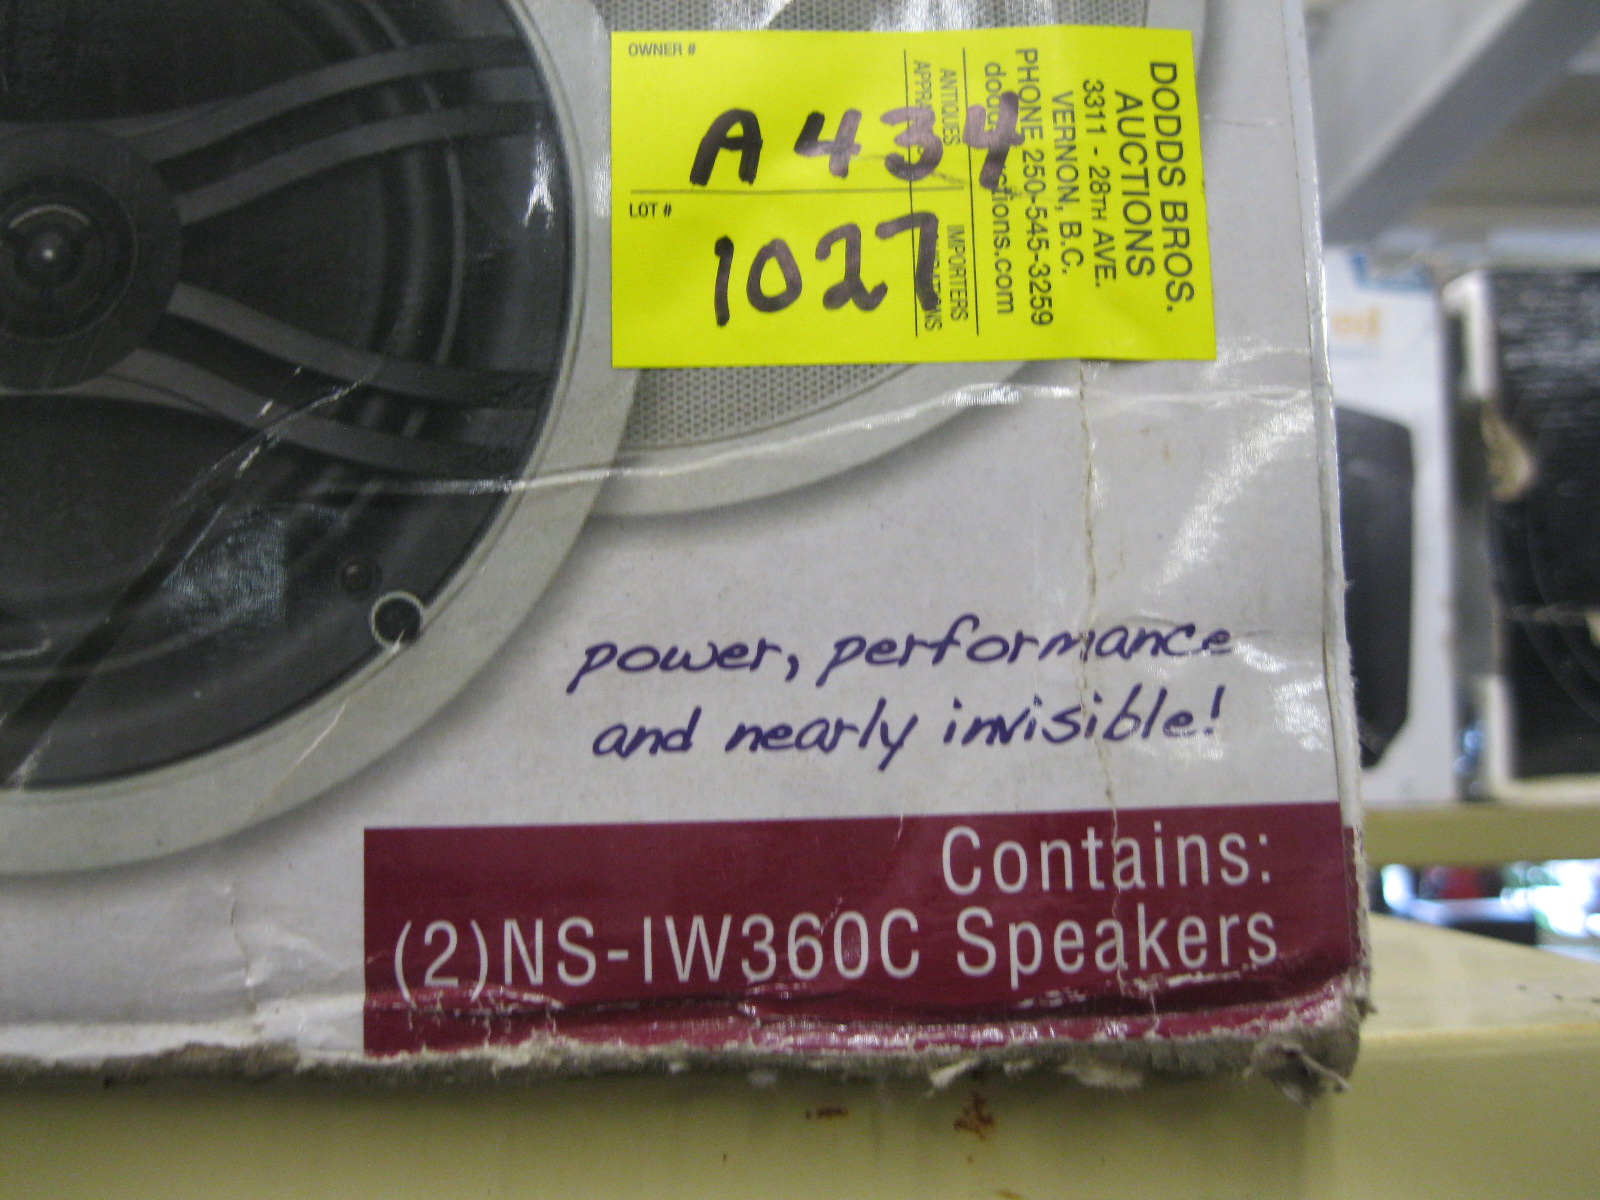 OWNER #
A 434
LOT #
1027
DODDS BROS.
AUCTIONS
3311 - 28TH AVE.
VERNON, B.C.
PHONE 250-545-3259
ANTIQUES
IMPORTERS
power, performance
and nearly invisible!
Contains:
(2)NS-IW360C Speakers